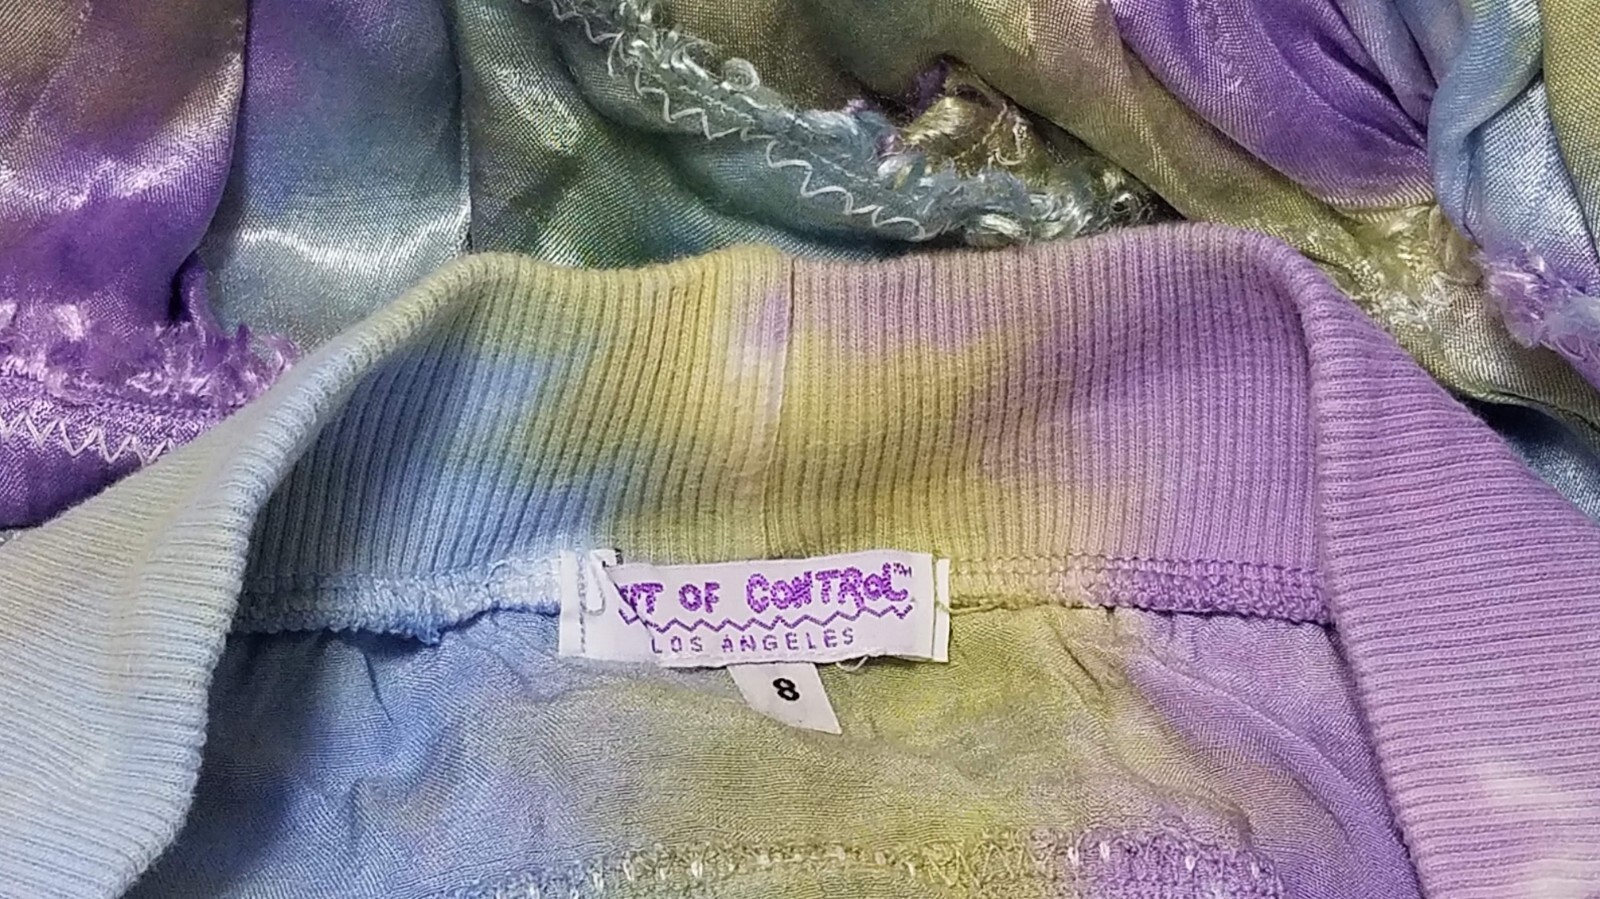 UT OF CONTROL™
LOS ANGELES
8